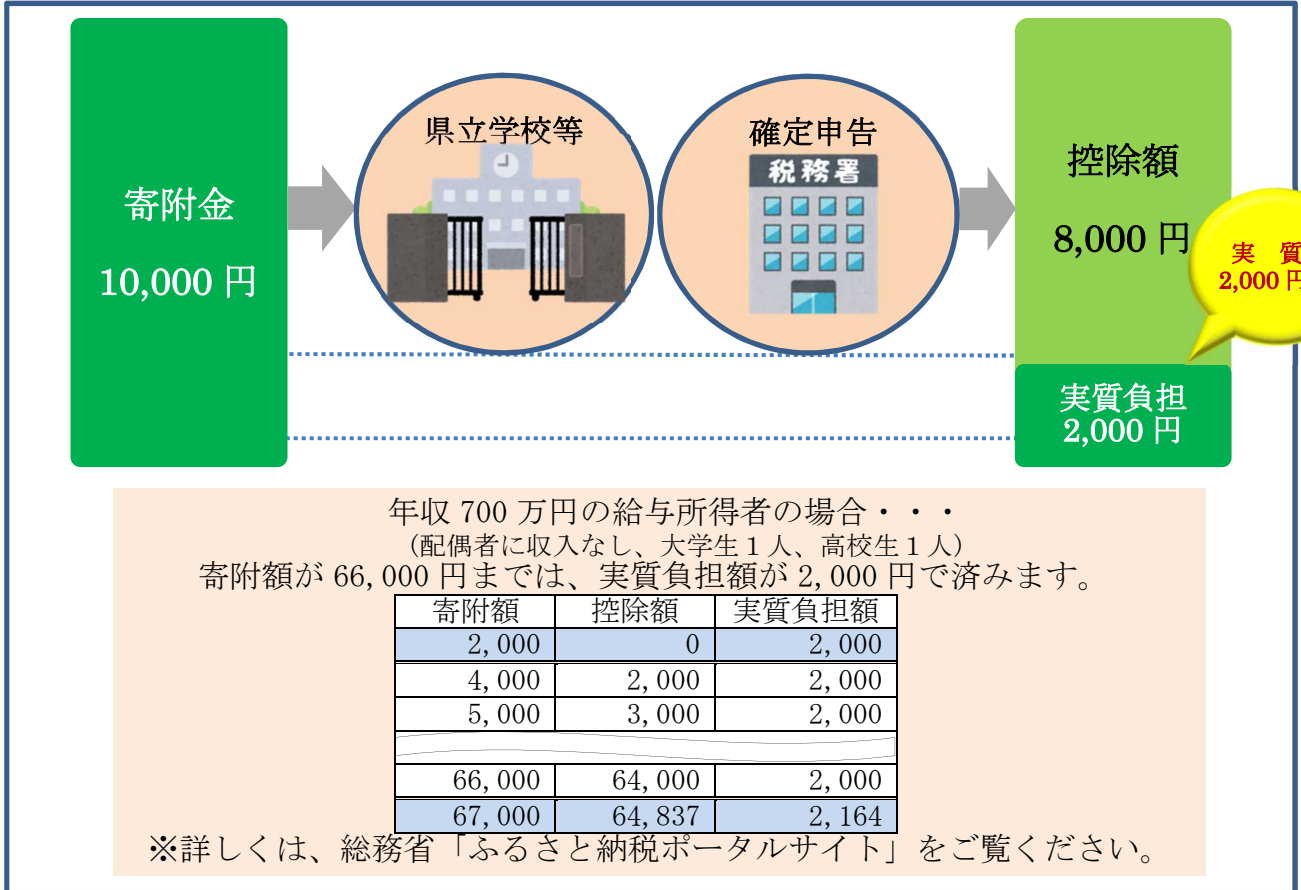 寄附金
10,000 円
県立学校等
確定申告
税務署
控除額
8,000 円
実 質
2,000 円
実質負担
2,000 円
年収 700 万円の給与所得者の場合・・・
（配偶者に収入なし、大学生１人、高校生１人）
寄附額が 66,000 円までは、実質負担額が 2,000 円で済みます。
寄附額 控除額 実質負担額
2,000 0 2,000
4,000 2,000 2,000
5,000 3,000 2,000
66,000 64,000 2,000
67,000 64,837 2,164
※詳しくは、総務省「ふるさと納税ポータルサイト」をご覧ください。